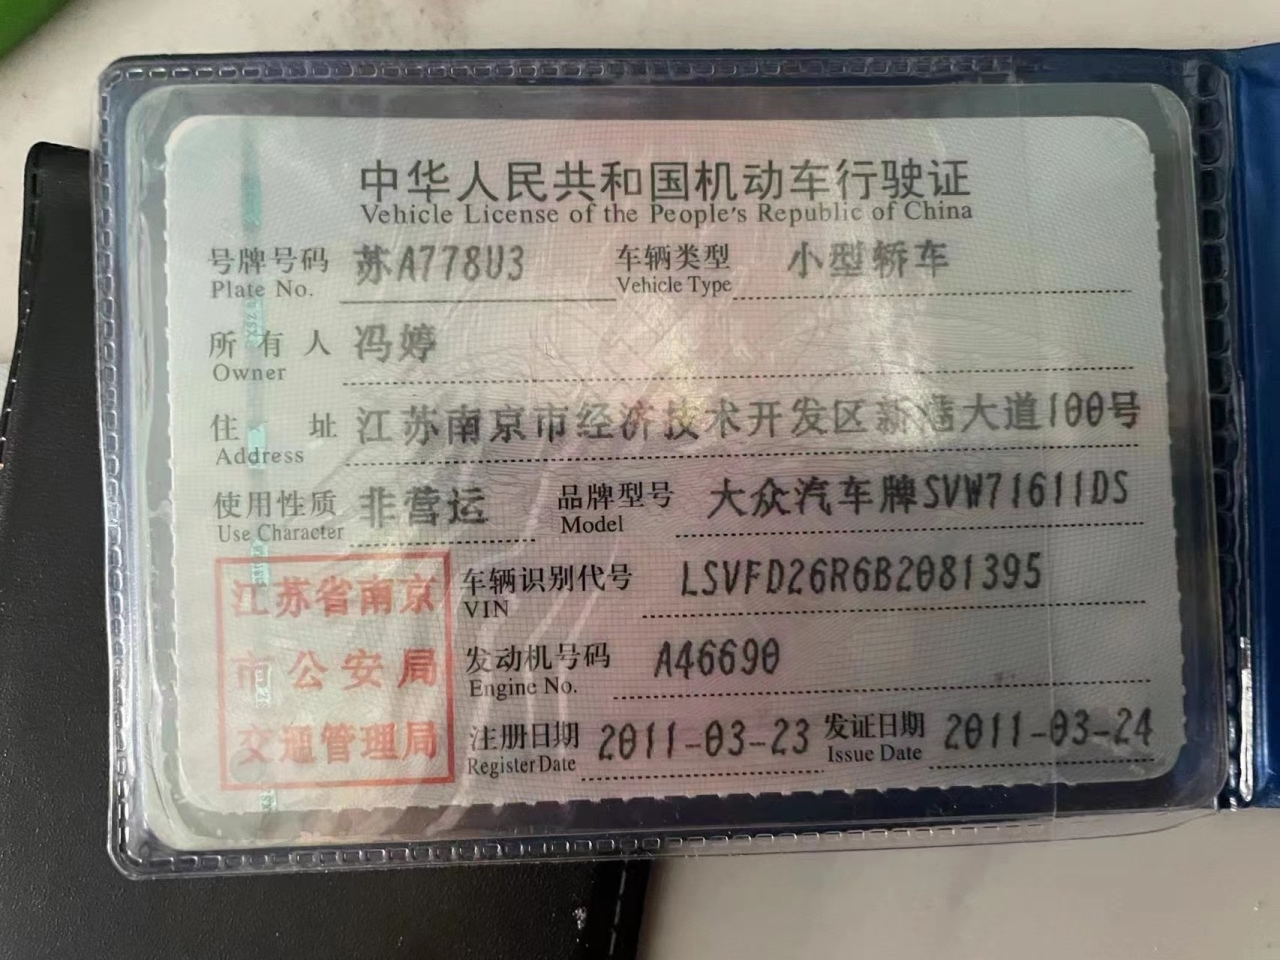 中华人民共和国机动车行驶证
Vehicle License of the People's Republic of China
号牌号码 苏A778U3 车辆类型 小型轿车
Plate No. Vehicle Type
所有人 冯婷
Owner
住址 江苏南京市经济技术开发区新港大道100号
Address
使用性质 非营运 品牌型号 大众汽车牌SVW71611DS
Use Character Model
江苏省南京
市公安局
交通管理局
车辆识别代号 LSVFD26R6B2081395
VIN
发动机号码 A46690
Engine No.
注册日期 2011-03-23 发证日期 2011-03-24
Register Date Issue Date